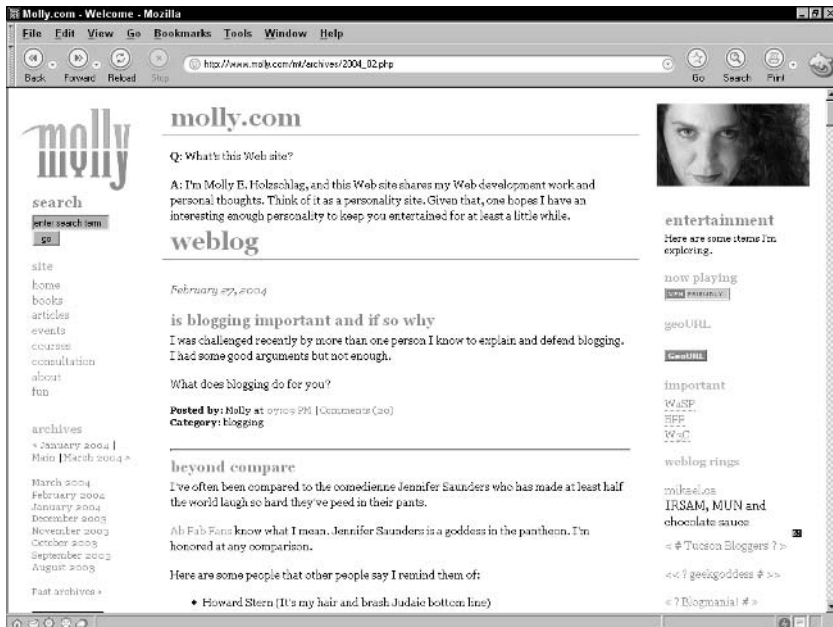 Molly.com - Welcome - Mozilla
File Edit View Go Bookmarks Tools Window Help
Back Forward Reload Stop
http://www.molly.com/mt/archives/2004_02.php
Go Search Print
molly
search
enter search term
go
site
home
books
articles
events
courses
consultation
about
fun
archives
« January 2004 |
Main | March 2004 »
March 2004
February 2004
January 2004
December 2003
November 2003
October 2003
September 2003
August 2003
Past archives »
molly.com
Q: What's this Web site?
A: I'm Molly E. Holzschlag, and this Web site shares my Web development work and
personal thoughts. Think of it as a personality site. Given that, one hopes I have an
interesting enough personality to keep you entertained for at least a little while.
weblog
February 27, 2004
is blogging important and if so why
I was challenged recently by more than one person I know to explain and defend blogging.
I had some good arguments but not enough.
What does blogging do for you?
Posted by: Molly at 07:09 PM | Comments (20)
Category: blogging
beyond compare
I've often been compared to the comedienne Jennifer Saunders who has made at least half
the world laugh so hard they've peed in their pants.
Ab Fab Fans know what I mean. Jennifer Saunders is a goddess in the pantheon. I'm
honored at any comparison.
Here are some people that other people say I remind them of:
• Howard Stern (It's my hair and brash Judaic bottom line)
entertainment
Here are some items I'm
exploring.
now playing
FRIENDLY
geoURL
GeoURL
important
WaSP
EFF
W3C
weblog rings
mikael.ca
IRSAM, MUN and
chocolate sauce
< # Tucson Bloggers ? >
<< ? geekgoddess # >>
< ? Blogmania! # »